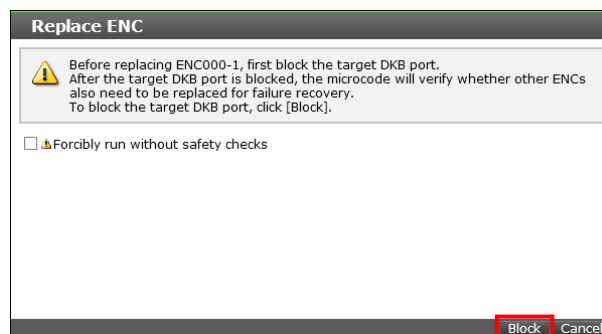 Replace ENC
Before replacing ENC000-1, first block the target DKB port.
After the target DKB port is blocked, the microcode will verify whether other ENCs
also need to be replaced for failure recovery.
To block the target DKB port, click [Block].
Forcibly run without safety checks
Block Cancel